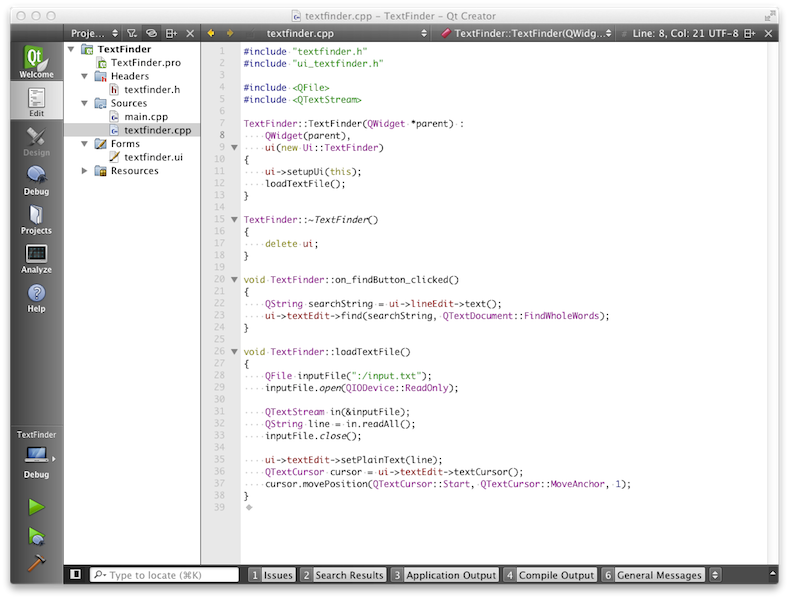 textfinder.cpp – TextFinder – Qt Creator
Proje...
textfinder.cpp
TextFinder::TextFinder(QWidg...
#
Line: 8, Col: 21
UTF-8
Qt
Welcome
Edit
Design
Debug
Projects
Analyze
Help
TextFinder
Debug
TextFinder
TextFinder.pro
Headers
textfinder.h
Sources
main.cpp
textfinder.cpp
Forms
textfinder.ui
Resources
1 #include "textfinder.h"
2 #include "ui_textfinder.h"
3
4 #include <QFile>
5 #include <QTextStream>
6
7 TextFinder::TextFinder(QWidget *parent) :
8     QWidget(parent),
9     ui(new Ui::TextFinder)
10 {
11     ui->setupUi(this);
12     loadTextFile();
13 }
14
15 TextFinder::~TextFinder()
16 {
17     delete ui;
18 }
19
20 void TextFinder::on_findButton_clicked()
21 {
22     QString searchString = ui->lineEdit->text();
23     ui->textEdit->find(searchString, QTextDocument::FindWholeWords);
24 }
25
26 void TextFinder::loadTextFile()
27 {
28     QFile inputFile(":/input.txt");
29     inputFile.open(QIODevice::ReadOnly);
30
31     QTextStream in(&inputFile);
32     QString line = in.readAll();
33     inputFile.close();
34
35     ui->textEdit->setPlainText(line);
36     QTextCursor cursor = ui->textEdit->textCursor();
37     cursor.movePosition(QTextCursor::Start, QTextCursor::MoveAnchor, 1);
38 }
39
Type to locate (⌘K)
1 Issues
2 Search Results
3 Application Output
4 Compile Output
6 General Messages